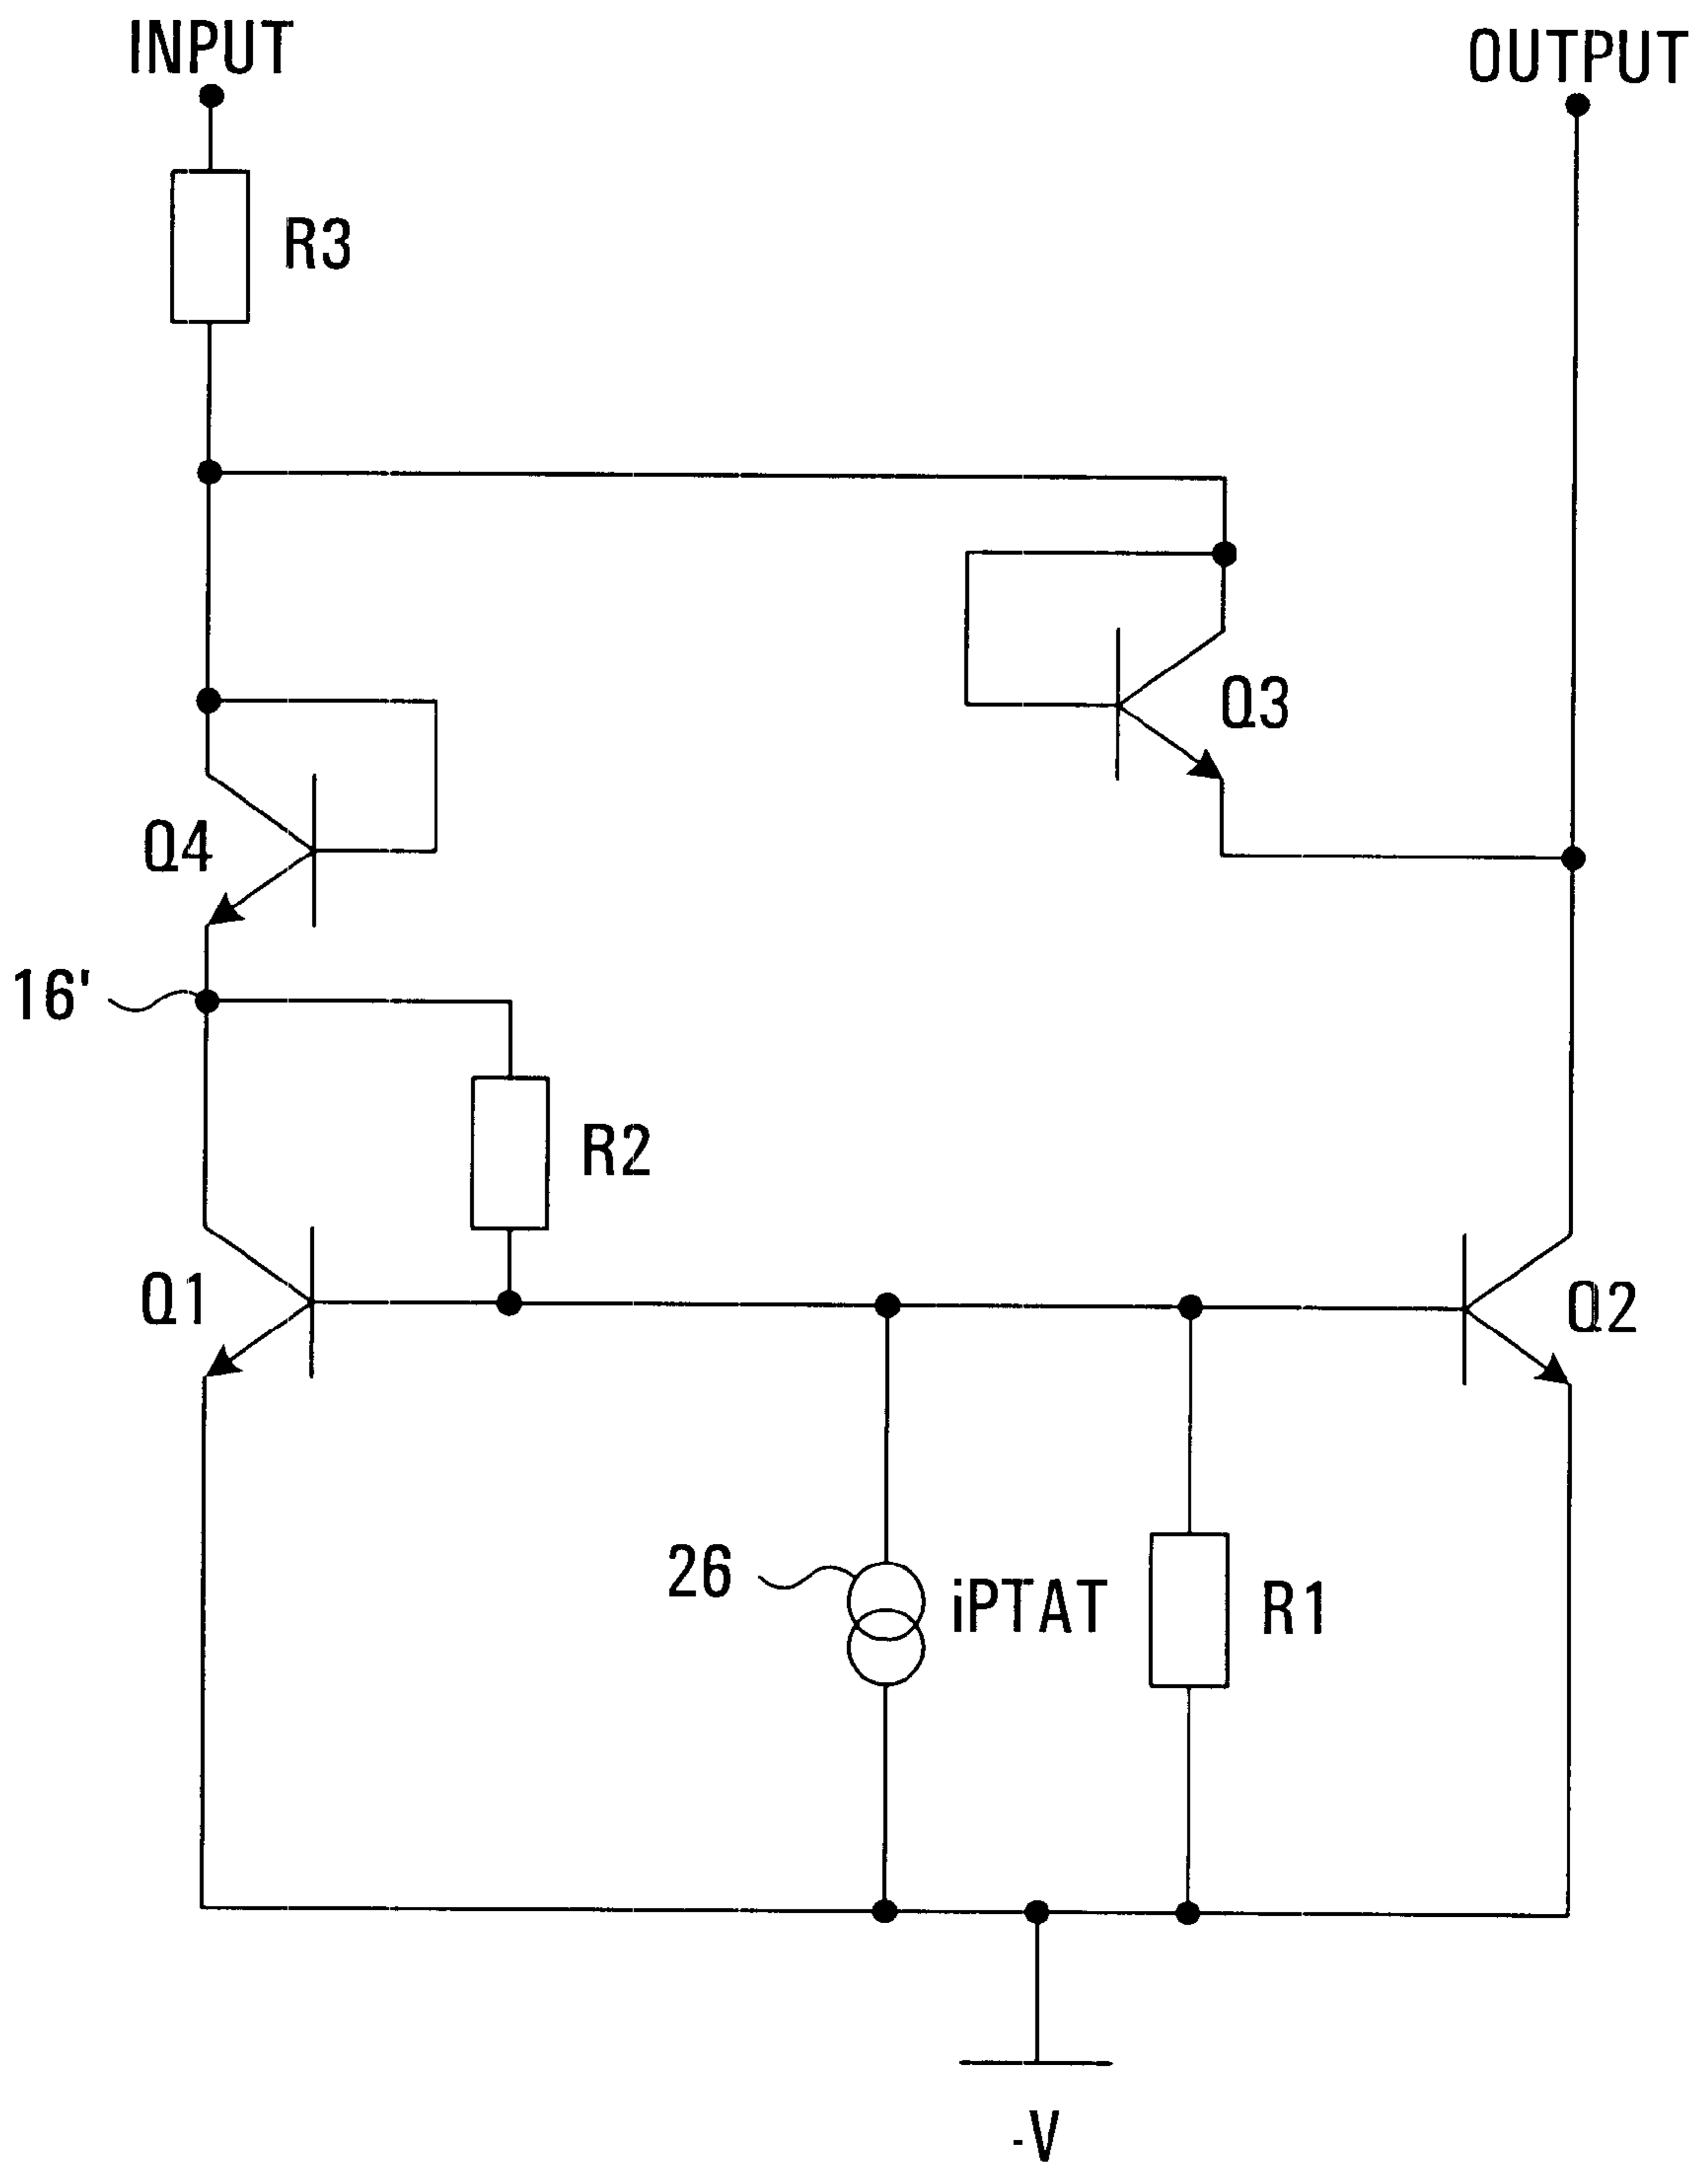 INPUT
OUTPUT
R3
Q3
Q4
16'
R2
Q1
Q2
26
iPTAT
R1
-V